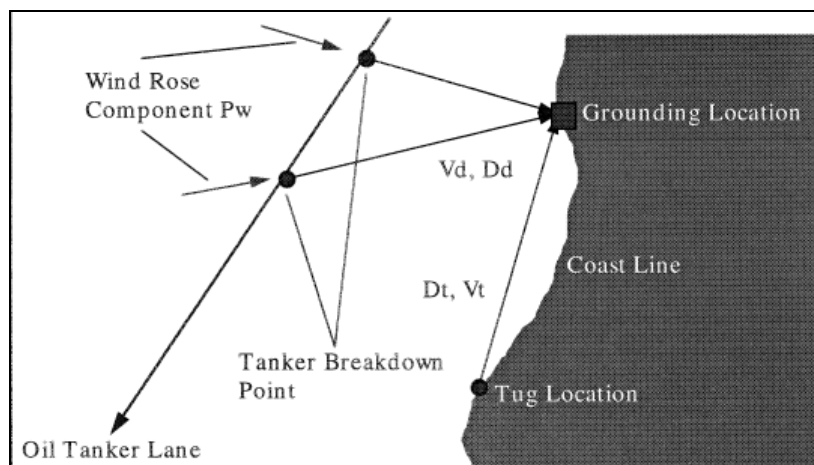 Wind Rose
Component Pw
Grounding Location
Vd, Dd
Coast Line
Dt, Vt
Tanker Breakdown
Point
Tug Location
Oil Tanker Lane